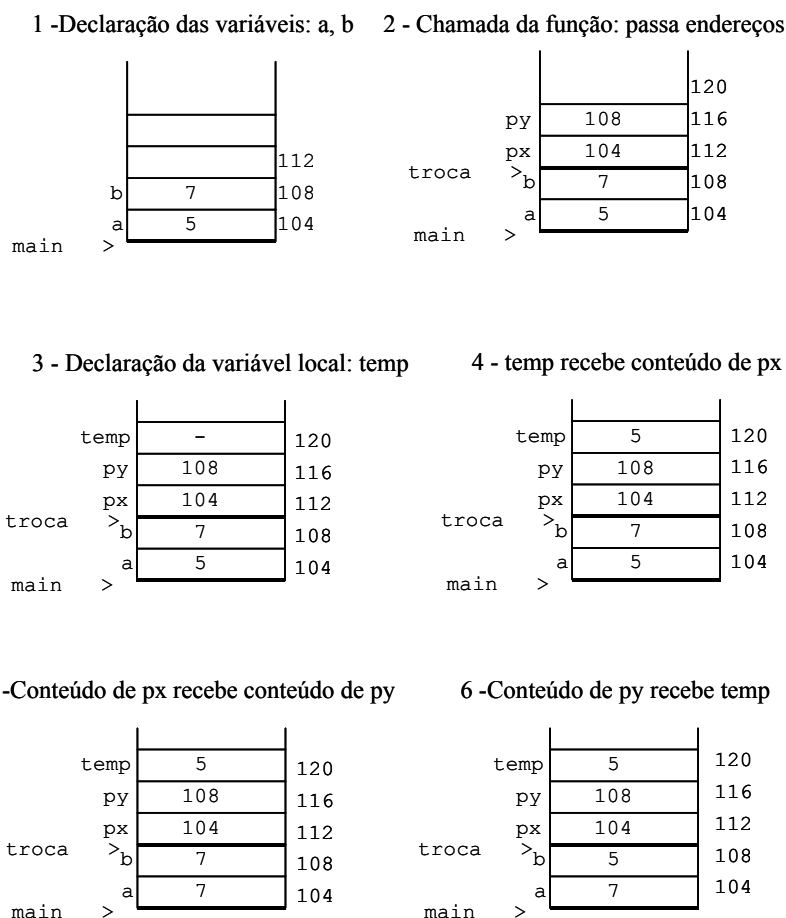 1 -Declaração das variáveis: a, b
112
b 7 108
a 5 104
main >
2 - Chamada da função: passa endereços
120
py 108 116
px 104 112
troca >
b 7 108
a 5 104
main >
3 - Declaração da variável local: temp
temp - 120
py 108 116
px 104 112
troca >
b 7 108
a 5 104
main >
4 - temp recebe conteúdo de px
temp 5 120
py 108 116
px 104 112
troca >
b 7 108
a 5 104
main >
-Conteúdo de px recebe conteúdo de py
temp 5 120
py 108 116
px 104 112
troca >
b 7 108
a 7 104
main >
6 -Conteúdo de py recebe temp
temp 5 120
py 108 116
px 104 112
troca >
b 5 108
a 7 104
main >